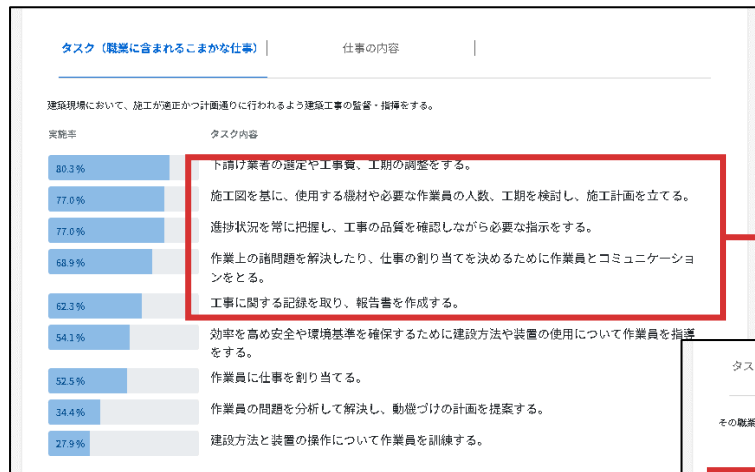 タスク（職業に含まれるこまかな仕事）
仕事の内容
建築現場において、施工が適正かつ計画通りに行われるよう建築工事の監督・指揮をする。
実施率
タスク内容
80.3%
下請け業者の選定や工事費、工期の調整をする。
77.0%
施工図を基に、使用する機材や必要な作業員の人数、工期を検討し、施工計画を立てる。
77.0%
進捗状況を常に把握し、工事の品質を確認しながら必要な指示をする。
68.9%
作業上の諸問題を解決したり、仕事の割り当てを決めるために作業員とコミュニケーショ
ンをとる。
62.3%
工事に関する記録を取り、報告書を作成する。
54.1%
効率を高め安全や環境基準を確保するために建設方法や装置の使用について作業員を指導
をする。
52.5%
作業員に仕事を割り当てる。
34.4%
作業員の問題を分析して解決し、動機づけの計画を提案する。
27.9%
建設方法と装置の操作について作業員を訓練する。
タス
その職業